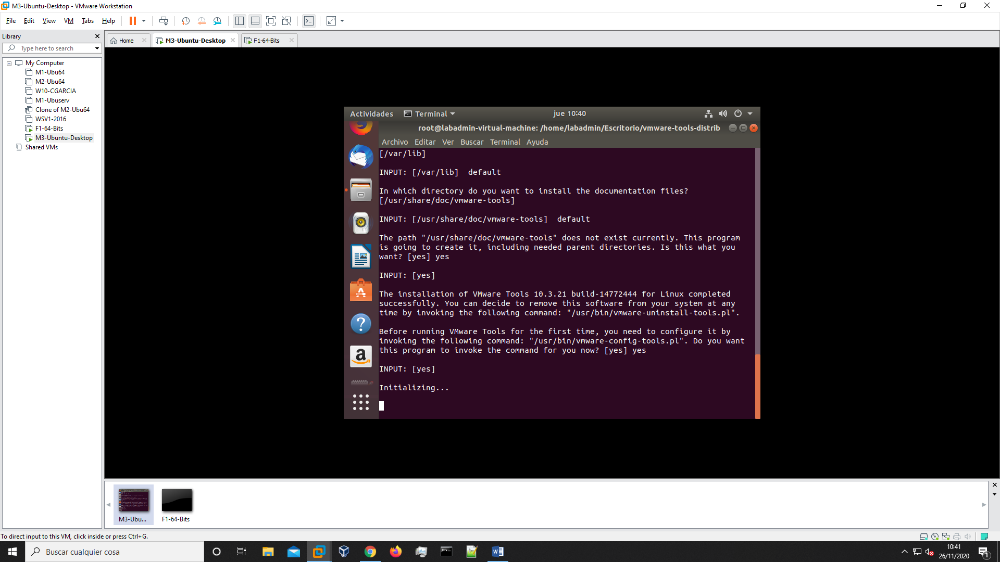 M3-Ubuntu-Desktop - VMware Workstation
File Edit View VM Tabs Help
Library
Type here to search
My Computer
M1-Ubu64
M2-Ubu64
W10-CGARCIA
M1-Ubuserv
Clone of M2-Ubu64
WSV1-2016
F1-64-Bits
M3-Ubuntu-Desktop
Shared VMs
Home M3-Ubuntu-Desktop F1-64-Bits
Actividades Terminal jue 10:40
root@labadmin-virtual-machine: /home/labadmin/Escritorio/vmware-tools-distrib
Archivo Editar Ver Buscar Terminal Ayuda
[/var/lib]
INPUT: [/var/lib]  default
In which directory do you want to install the documentation files?
[/usr/share/doc/vmware-tools]
INPUT: [/usr/share/doc/vmware-tools]  default
The path "/usr/share/doc/vmware-tools" does not exist currently. This program
is going to create it, including needed parent directories. Is this what you
want? [yes] yes
INPUT: [yes]
The installation of VMware Tools 10.3.21 build-14772444 for Linux completed
successfully. You can decide to remove this software from your system at any
time by invoking the following command: "/usr/bin/vmware-uninstall-tools.pl".
Before running VMware Tools for the first time, you need to configure it by
invoking the following command: "/usr/bin/vmware-config-tools.pl". Do you want
this program to invoke the command for you now? [yes] yes
INPUT: [yes]
Initializing...
M3-Ubu... F1-64-Bits
To direct input to this VM, click inside or press Ctrl+G.
Buscar cualquier cosa
10:41
26/11/2020
1